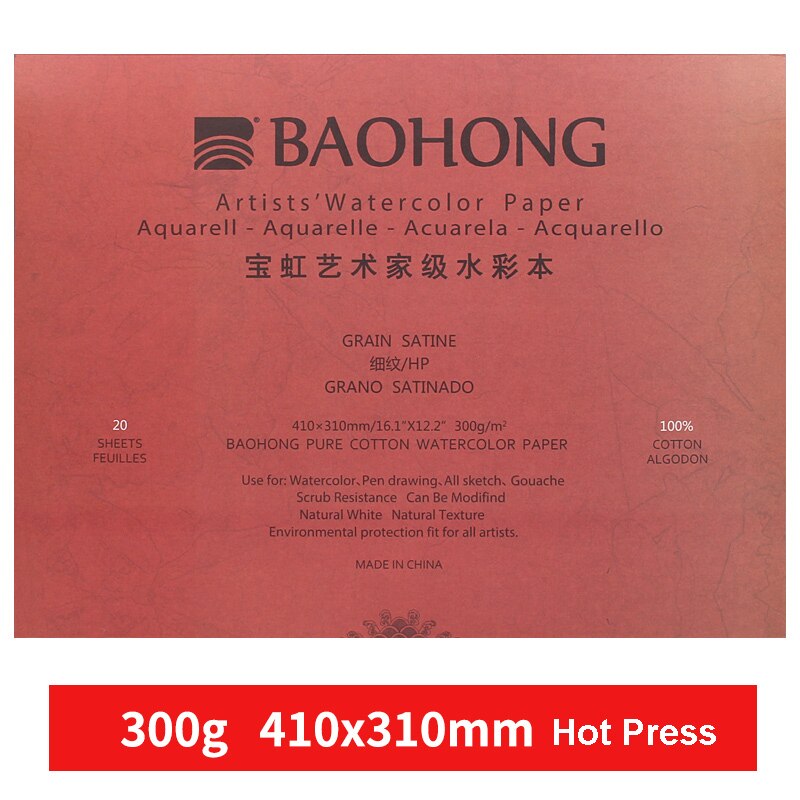 BAOHONG®
Artists' Watercolor Paper
Aquarell - Aquarelle - Acuarela - Acquarello
宝虹艺术家级水彩本
GRAIN SATINE
细纹/HP
GRANO SATINADO
20
SHEETS
FEUILLES
410×310mm/16.1"X12.2" 300g/m²
BAOHONG PURE COTTON WATERCOLOR PAPER
100%
COTTON
ALGODON
Use for: Watercolor、Pen drawing、All sketch、Gouache
Scrub Resistance Can Be Modifind
Natural White Natural Texture
Environmental protection fit for all artists.
MADE IN CHINA
300g 410x310mm Hot Press